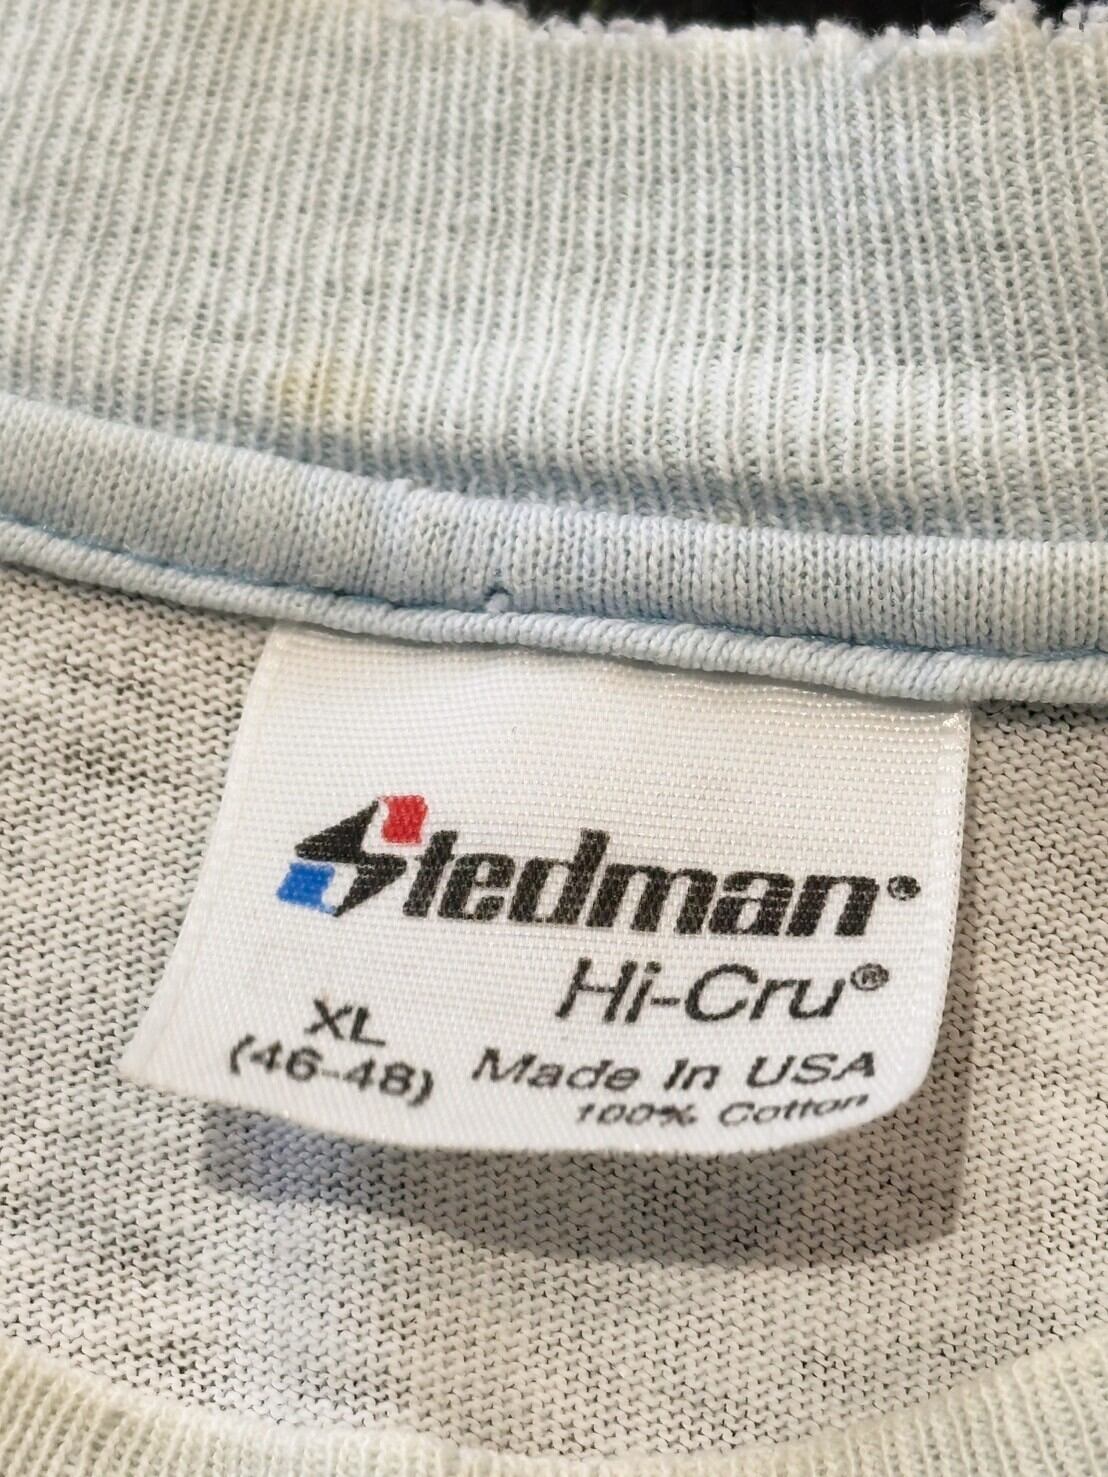 Stedman®
Hi-Cru®
XL
(46-48)
Made In USA
100% Cotton